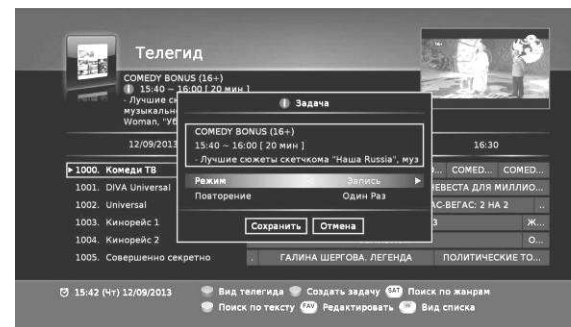 Телегид
COMEDY BONUS (16+)
15:40 ~ 16:00 [ 20 мин ]
- Лучшие
музыкальн
Woman, "Уб
Задача
COMEDY BONUS (16+)
15:40 ~ 16:00 [ 20 мин ]
- Лучшие сюжеты скетчкома "Наша Russia", муз
Режим Запись
Повторение Один Раз
Сохранить Отмена
12/09/2013 16:30
1000. Комеди ТВ COMED... COMED...
1001. DIVA Universal ЕВЕСТА ДЛЯ МИЛЛИО...
1002. Universal АС-ВЕГАС: 2 НА 2 ..
1003. Кинорейс 1 З Ж...
1004. Кинорейс 2 О...
1005. Совершенно секретно . ГАЛИНА ШЕРГОВА. ЛЕГЕНДА ПОЛИТИЧЕСКИЕ ТО...
15:42 (Чт) 12/09/2013 Вид телегида Создать задачу SAT Поиск по жанрам
Поиск по тексту FAV Редактировать Вид списка